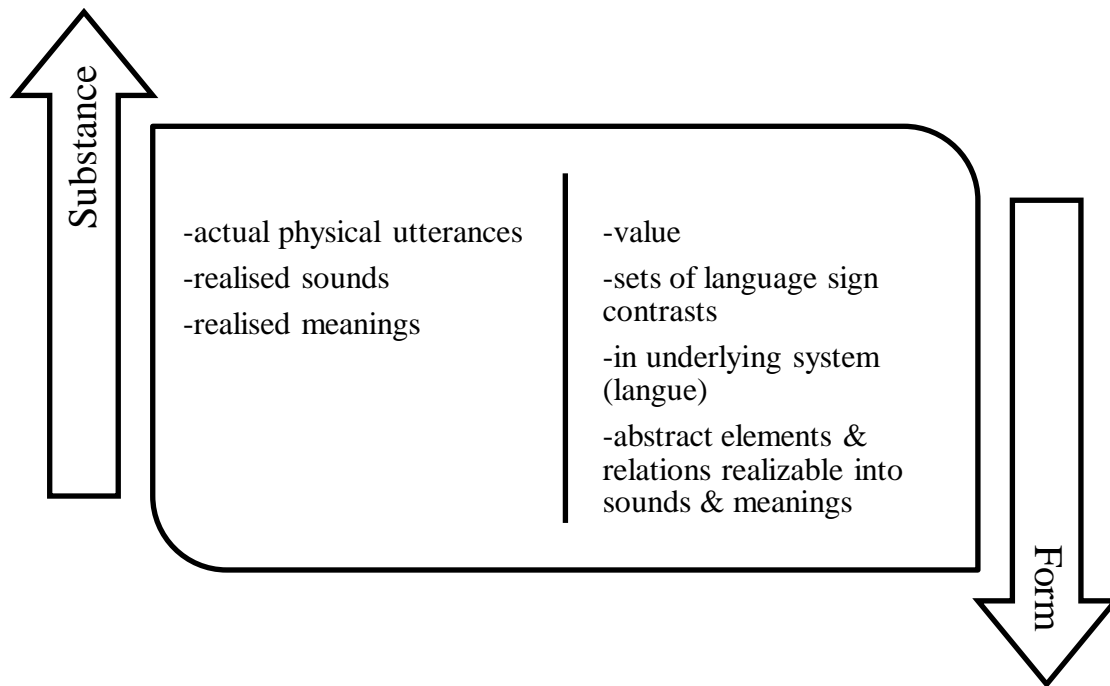 Substance
-actual physical utterances
-realised sounds
-realised meanings
-value
-sets of language sign
contrasts
-in underlying system
(langue)
-abstract elements &
relations realizable into
sounds & meanings
Form